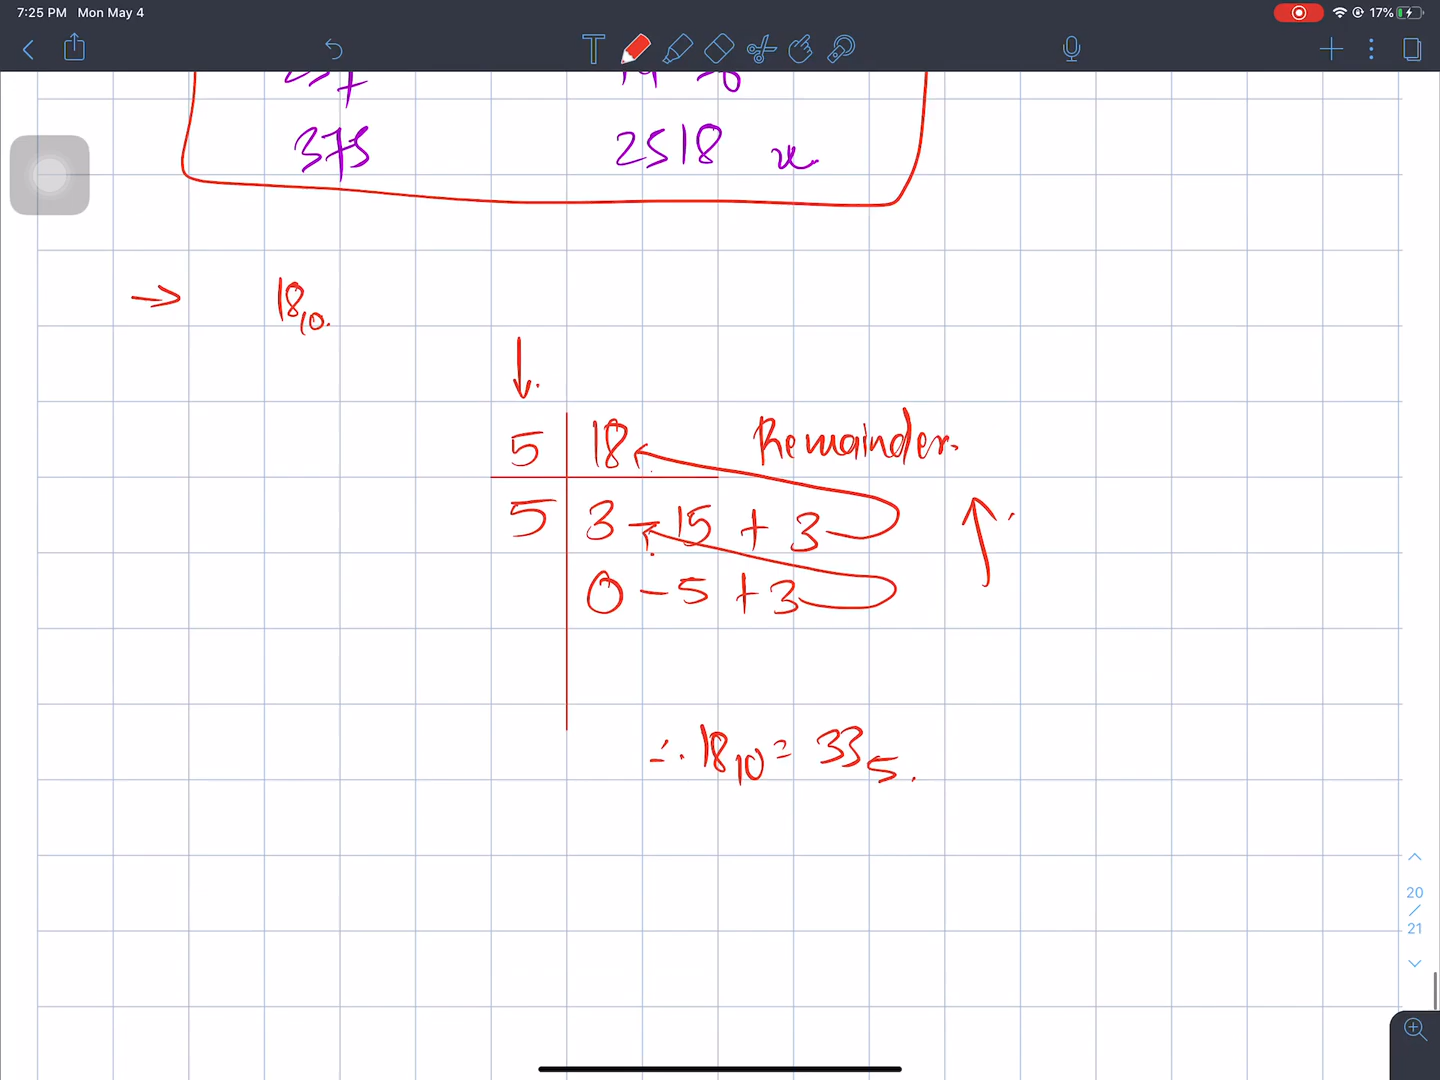 7:25 PM Mon May 4
17%
375 2518 x
→ 18₁₀.
↓
5 18 Remainder.
5 3 - 15 + 3
0 - 5 + 3
∴ 18₁₀ = 33₅.
20
/
21